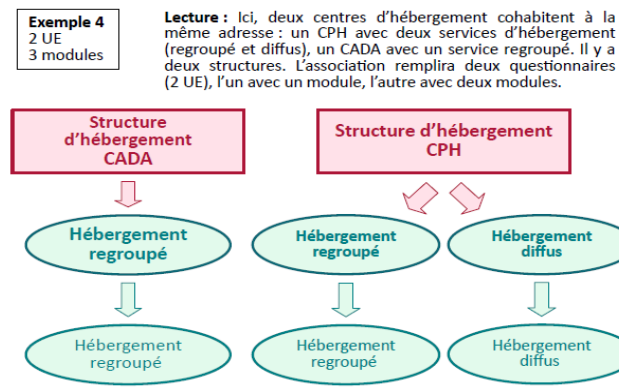 Exemple 4
2 UE
3 modules
Lecture : Ici, deux centres d'hébergement cohabitent à la
même adresse : un CPH avec deux services d'hébergement
(regroupé et diffus), un CADA avec un service regroupé. Il y a
deux structures. L'association remplira deux questionnaires
(2 UE), l'un avec un module, l'autre avec deux modules.
Structure
d'hébergement
CADA
Structure d'hébergement
CPH
Hébergement
regroupé
Hébergement
regroupé
Hébergement
diffus
Hébergement
regroupé
Hébergement
regroupé
Hébergement
diffus